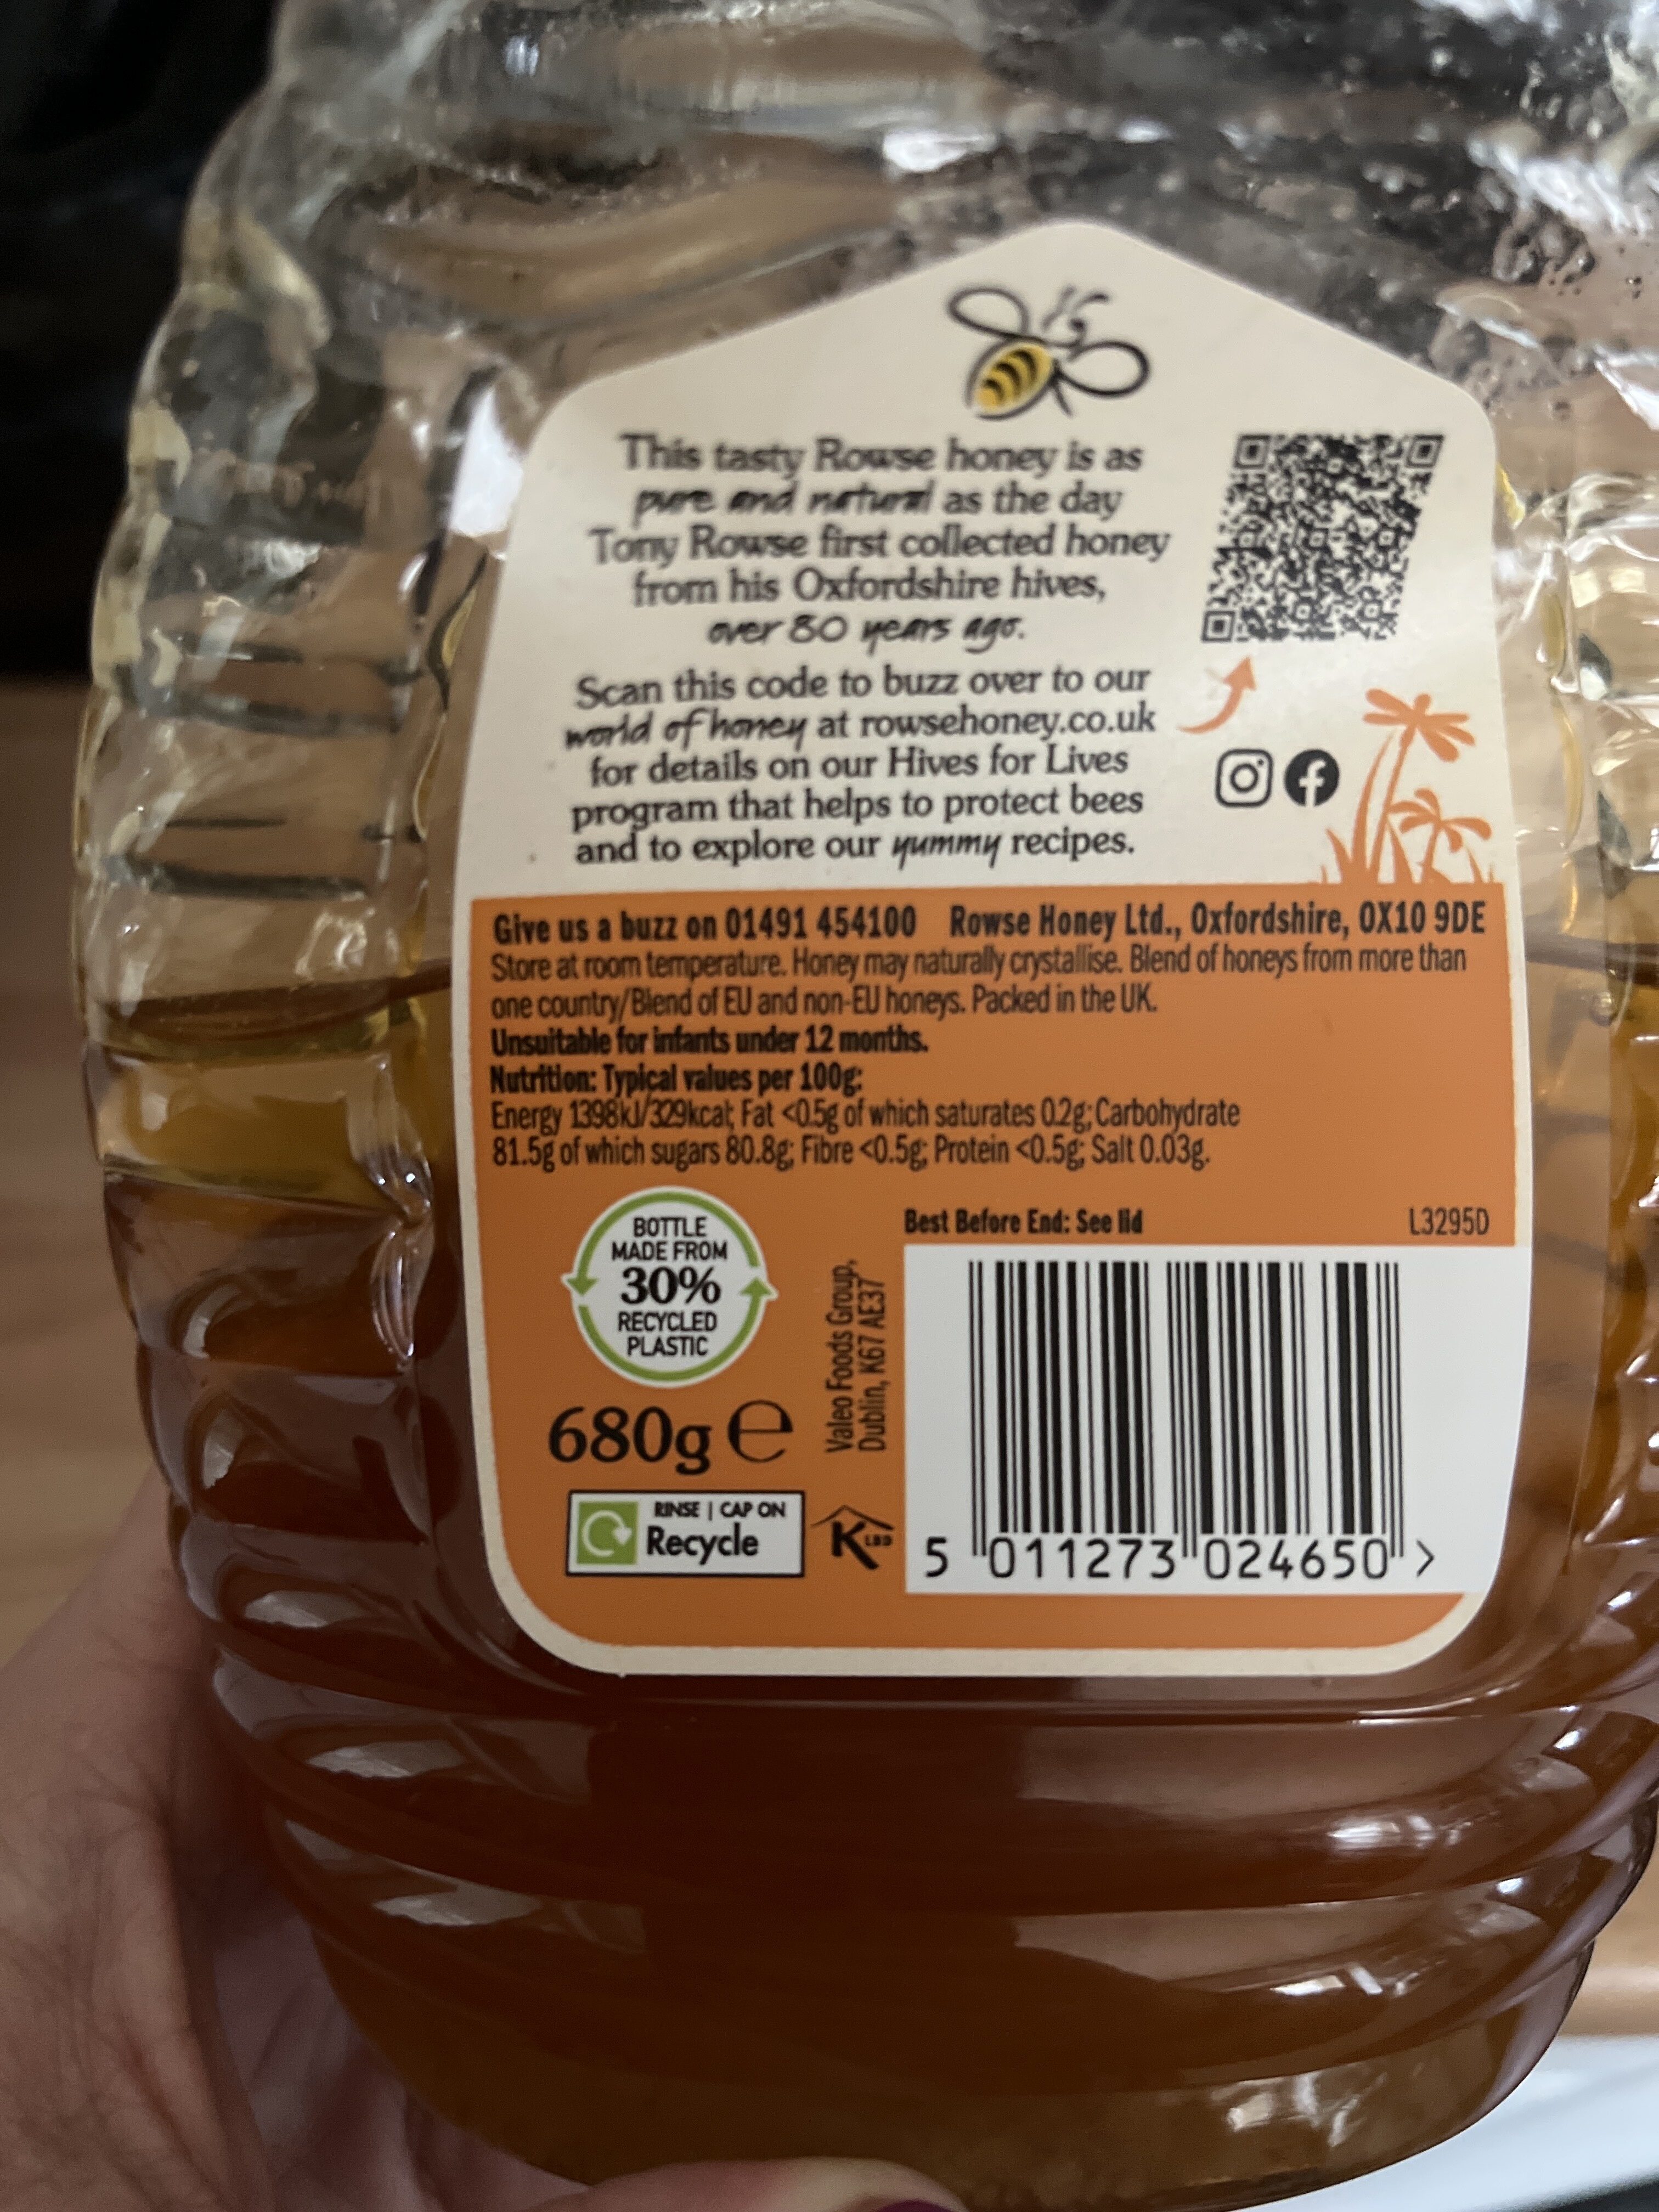 This tasty Rowse honey is as
pure and natural as the day
Tony Rowse first collected honey
from his Oxfordshire hives,
over 80 years ago.
Scan this code to buzz over to our
world of honey at rowsehoney.co.uk
for details on our Hives for Lives
program that helps to protect bees
and to explore our yummy recipes.
Give us a buzz on 01491 454100 Rowse Honey Ltd., Oxfordshire, OX10 9DE
Store at room temperature. Honey may naturally crystallise. Blend of honeys from more than
one country/Blend of EU and non-EU honeys. Packed in the UK.
Unsuitable for infants under 12 months.
Nutrition: Typical values per 100g:
Energy 1398kJ/329kcal; Fat <0.5g of which saturates 0.2g; Carbohydrate
81.5g of which sugars 80.8g; Fibre <0.5g; Protein <0.5g; Salt 0.03g.
Best Before End: See lid L3295D
BOTTLE
MADE FROM
30%
RECYCLED
PLASTIC
Valeo Foods Group,
Dublin, K67 AE37
680g e
RINSE | CAP ON
Recycle
K LBD
5 011273 024650 >